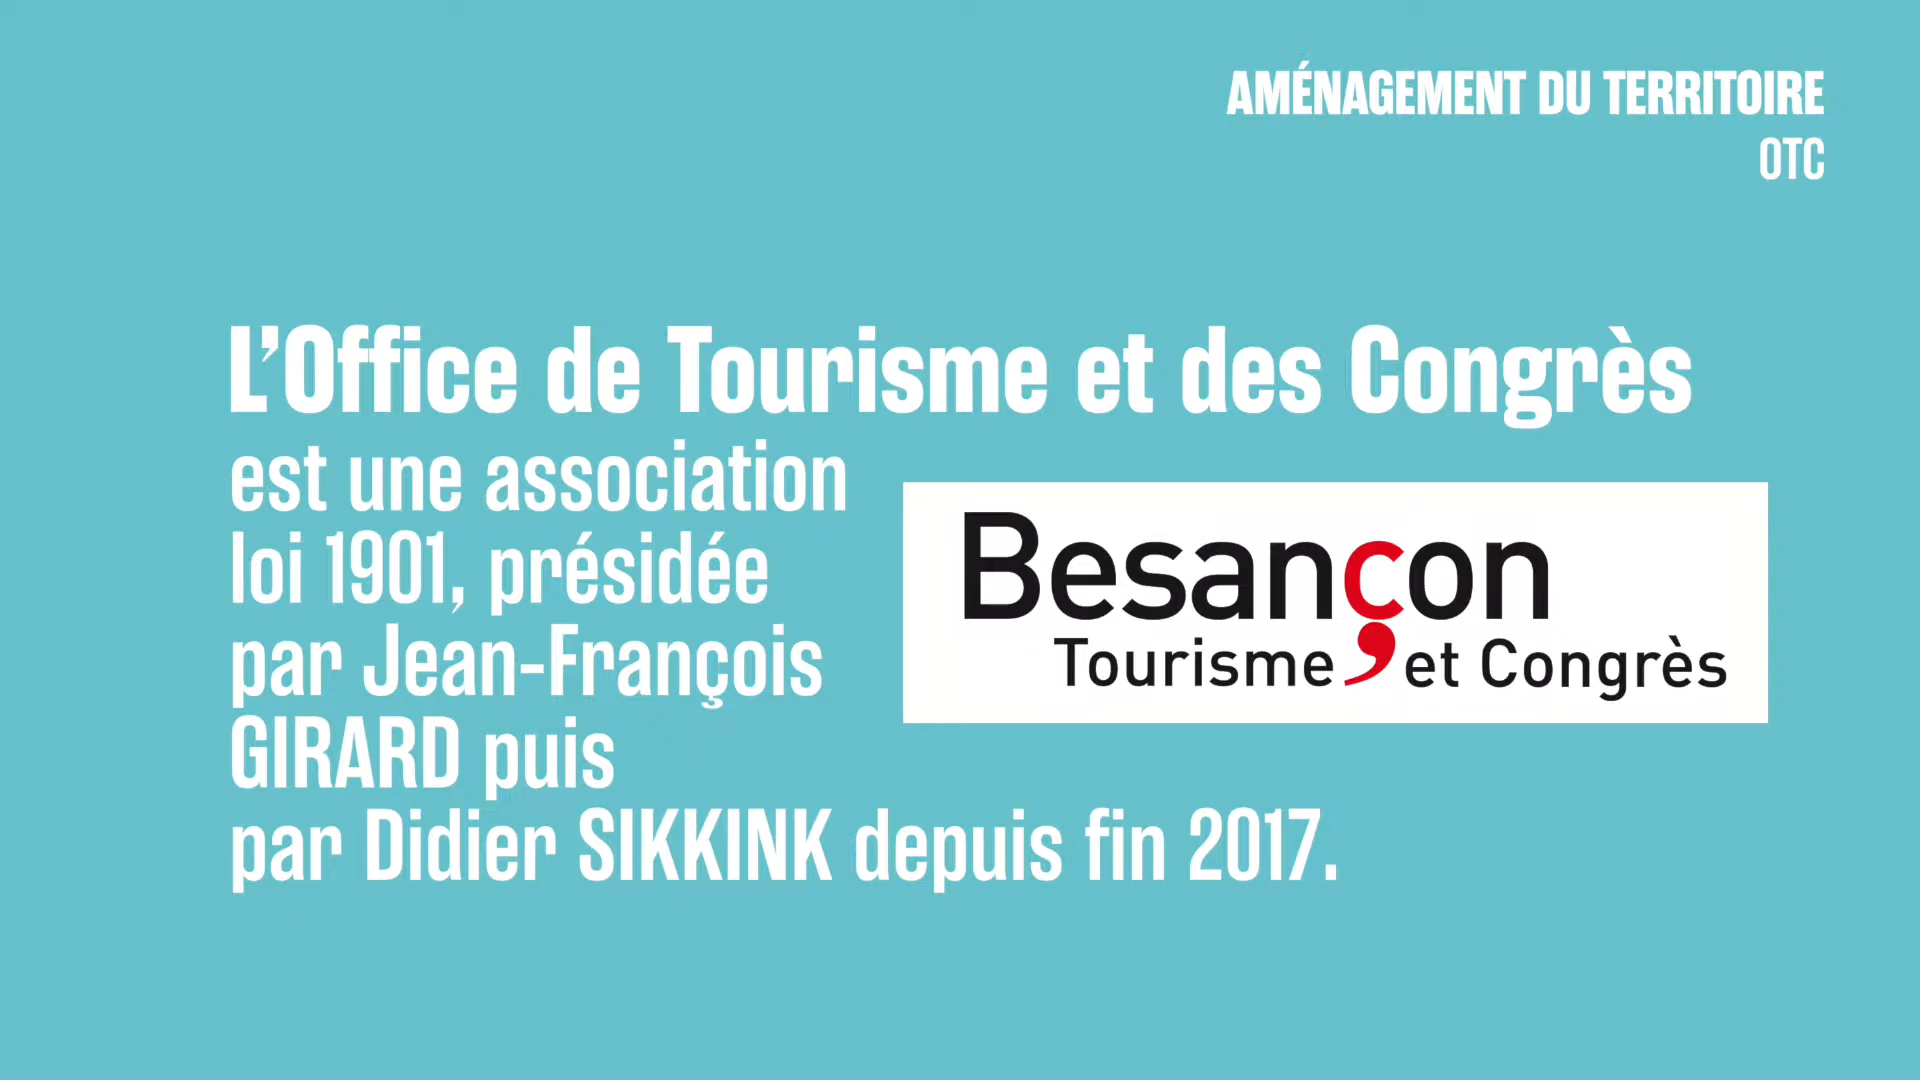 AMÉNAGEMENT DU TERRITOIRE
OTC
L’Office de Tourisme et des Congrès
est une association
loi 1901, présidée
par Jean-François
GIRARD puis
par Didier SIKKINK depuis fin 2017.
Besançon
Tourisme et Congrès